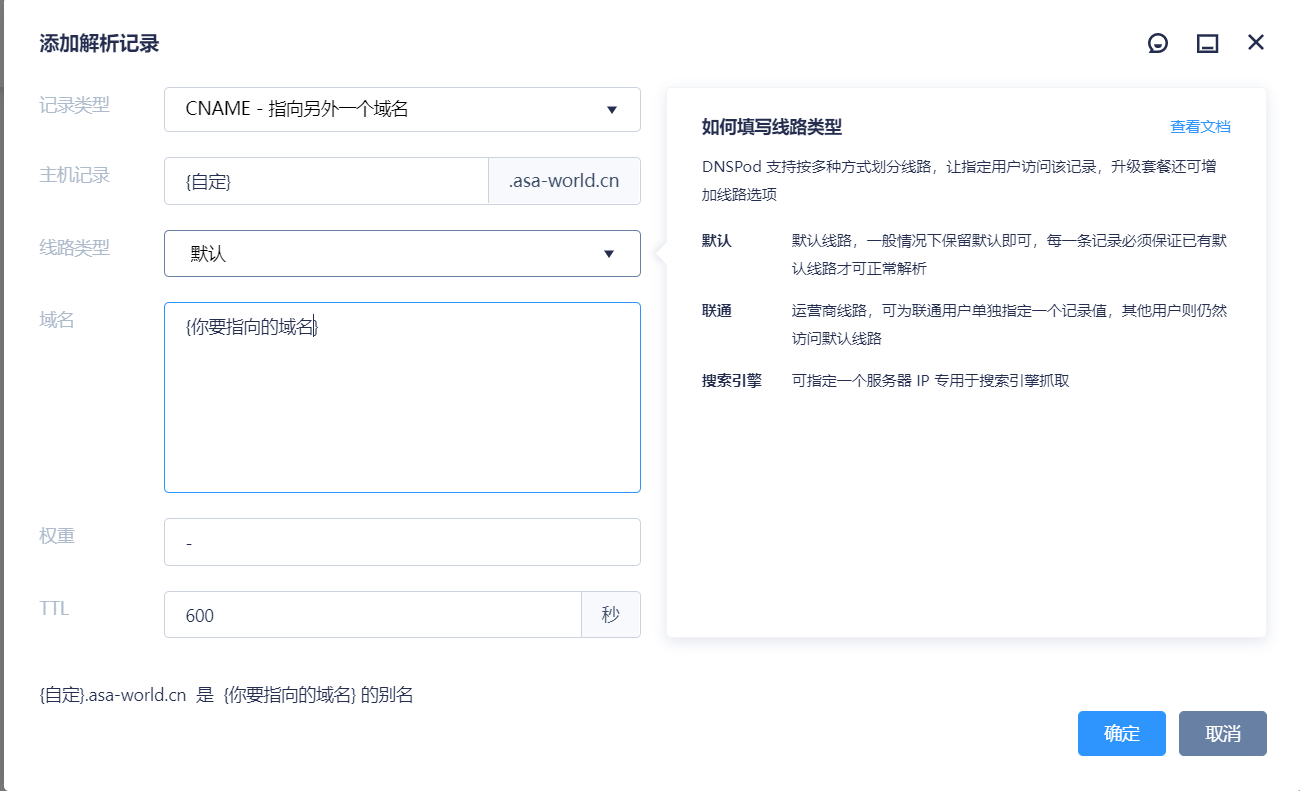 添加解析记录
记录类型
CNAME - 指向另外一个域名
主机记录
{自定}
.asa-world.cn
线路类型
默认
域名
{你要指向的域名}
权重
-
TTL
600
秒
如何填写线路类型
查看文档
DNSPod 支持按多种方式划分线路，让指定用户访问该记录，升级套餐还可增
加线路选项
默认
默认线路，一般情况下保留默认即可，每一条记录必须保证已有默
认线路才可正常解析
联通
运营商线路，可为联通用户单独指定一个记录值，其他用户则仍然
访问默认线路
搜索引擎
可指定一个服务器 IP 专用于搜索引擎抓取
{自定}.asa-world.cn 是 {你要指向的域名} 的别名
确定
取消